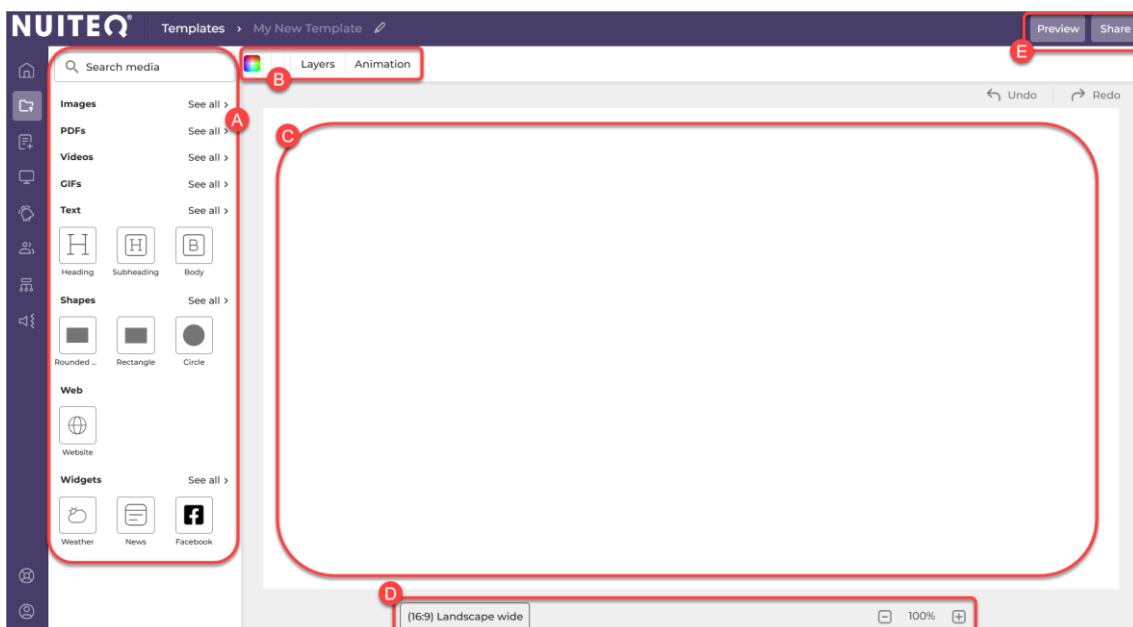 NUITEQ® Templates > My New Template Preview Share
E
Search media
B
Layers Animation
Undo Redo
A
Images See all >
PDFs See all >
Videos See all >
GIFs See all >
Text See all >
Heading Subheading Body
Shapes See all >
Rounded ... Rectangle Circle
Web
Website
Widgets See all >
Weather News Facebook
C
D
(16:9) Landscape wide 100%